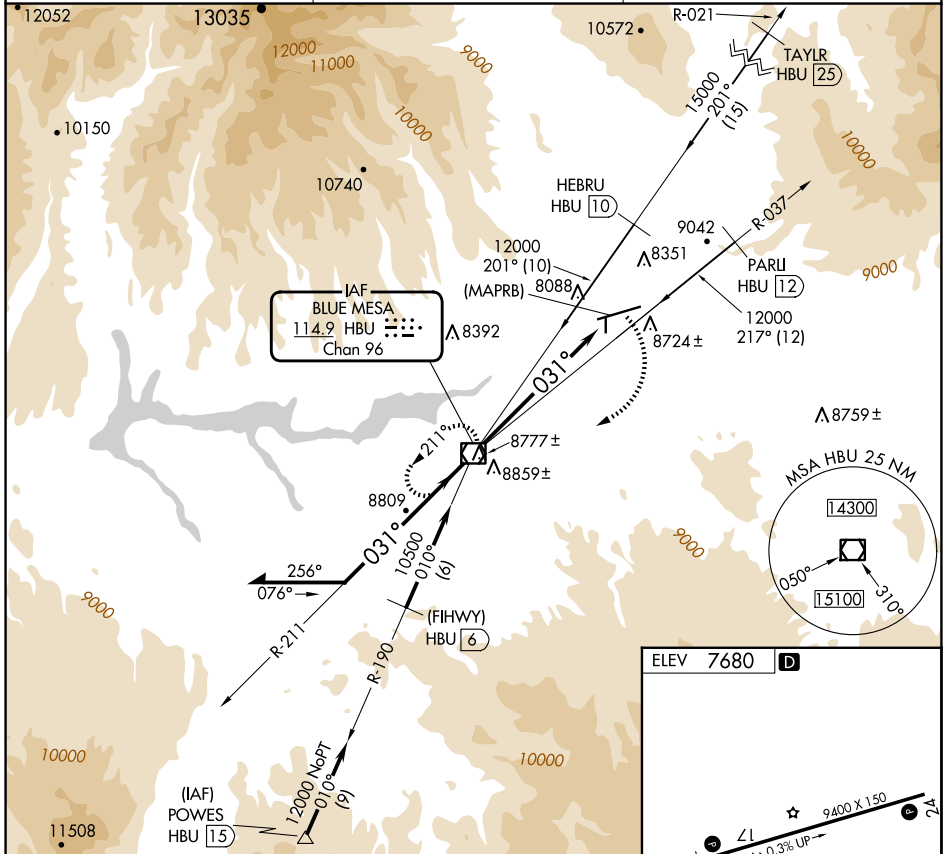 12052
13035
12000
11000
9000
10572
R-021
TAYLR
HBU 25
15000
201°
(15)
10150
10000
10000
10740
HEBRU
HBU 10
R-037
9042
8351
12000
201° (10)
PARLI
HBU 12
9000
(MAPRB)
8088
IAF
BLUE MESA
114.9 HBU
Chan 96
8392
12000
217° (12)
8724 ±
031°
8759 ±
211°
8777 ±
8859 ±
MSA HBU 25 NM
14300
050°
310°
15100
8809
031°
10500
010°
(6)
9000
256°
076°
9000
(FIHWY)
HBU 6
R-211
R-190
ELEV 7680 D
10000
10000
12000 NoPT
010°
(9)
(IAF)
POWES
HBU 15
11508
9400 X 150
P
24
P
17
0.3% UP